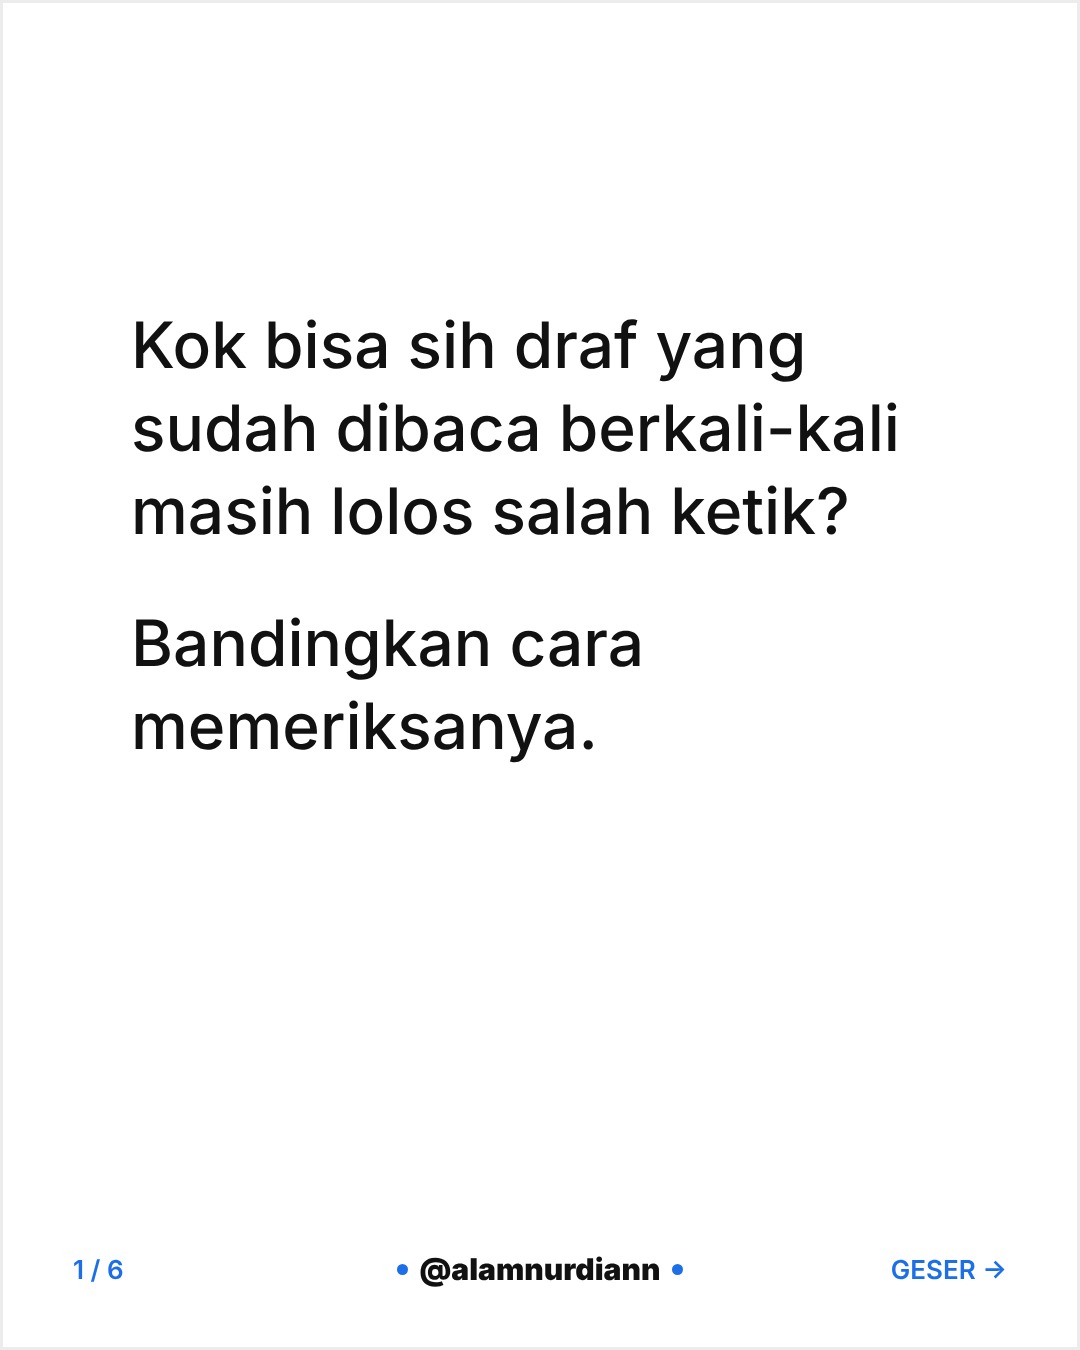 Kok bisa sih draf yang
sudah dibaca berkali-kali
masih lolos salah ketik?
Bandingkan cara
memeriksanya.
1 / 6
• @alamnurdiann •
GESER →